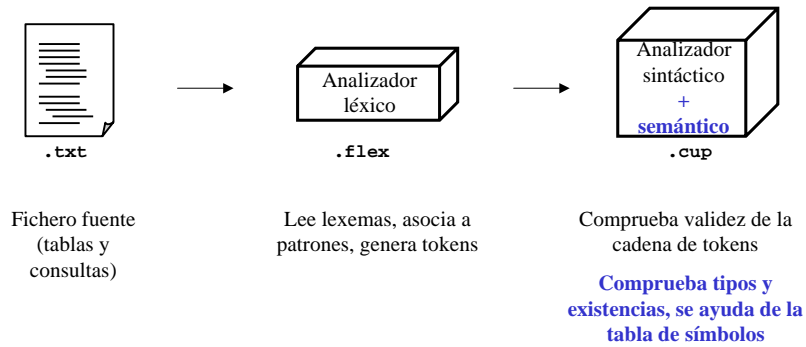 Analizador
léxico
Analizador
sintáctico
+
semántico
.txt
.flex
.cup
Fichero fuente
(tablas y
consultas)
Lee lexemas, asocia a
patrones, genera tokens
Comprueba validez de la
cadena de tokens
Comprueba tipos y
existencias, se ayuda de la
tabla de símbolos